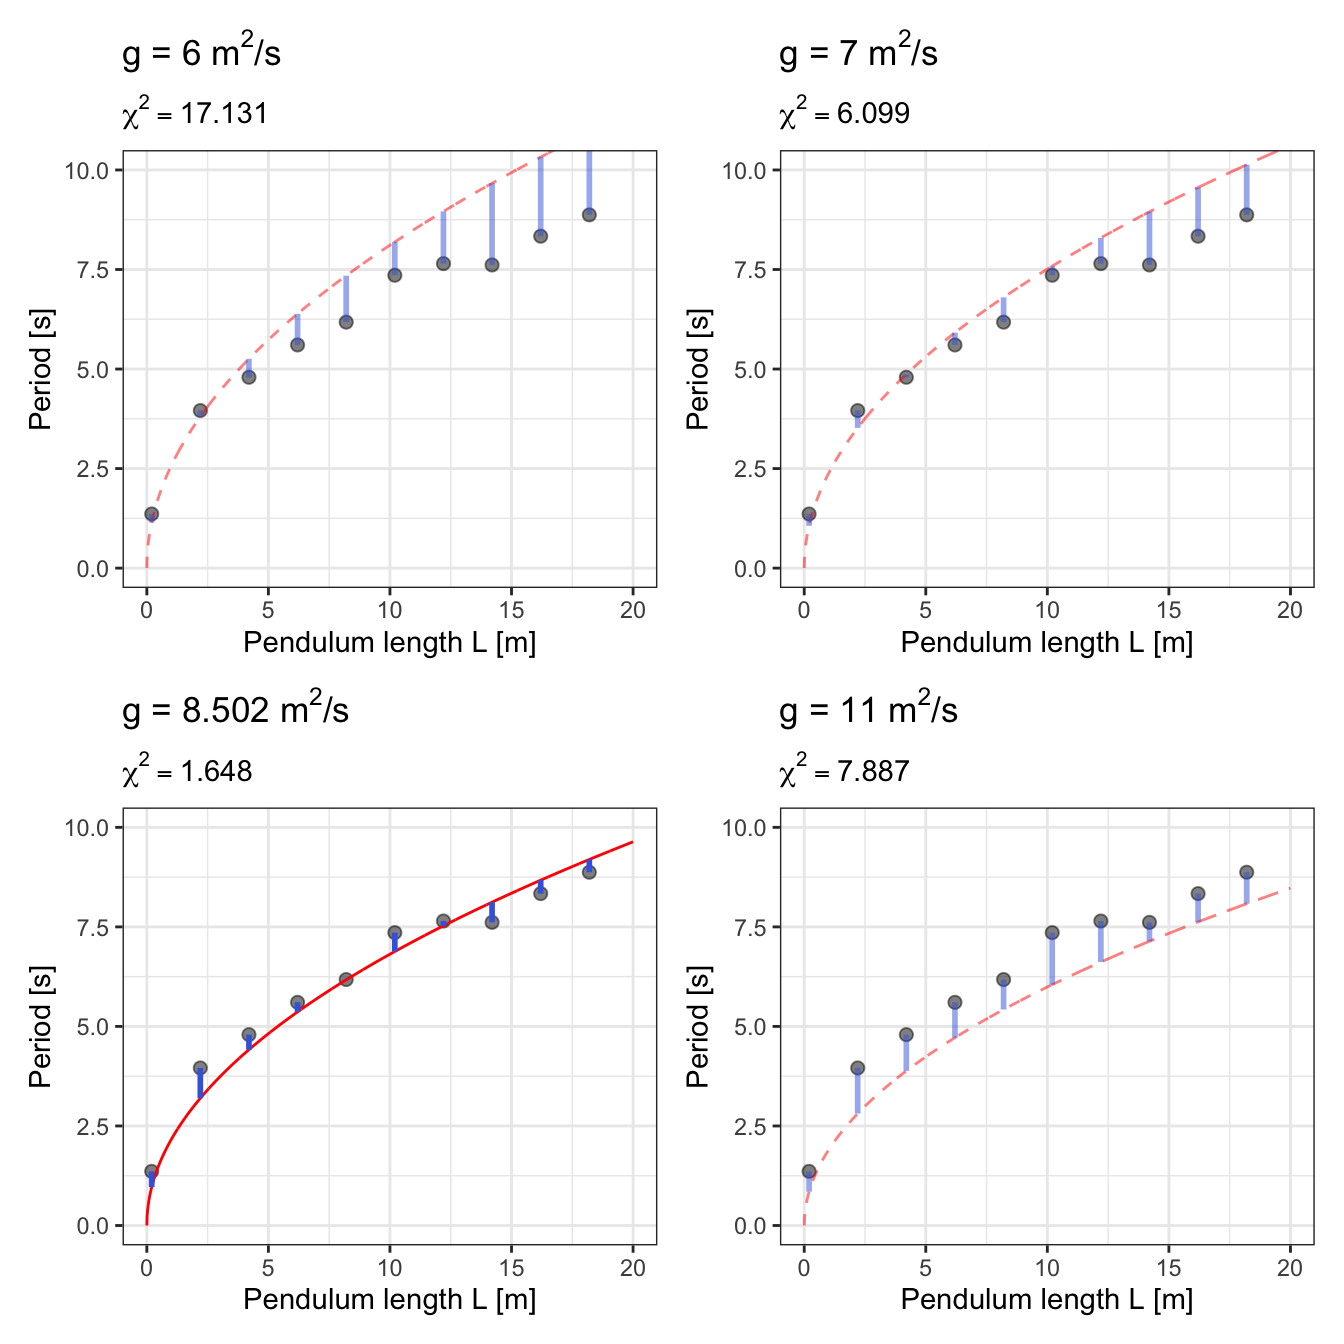 g = 6 m²/s
χ² = 17.131
10.0
7.5
5.0
2.5
0.0
Period [s]
0 5 10 15 20
Pendulum length L [m]
g = 7 m²/s
χ² = 6.099
10.0
7.5
5.0
2.5
0.0
Period [s]
0 5 10 15 20
Pendulum length L [m]
g = 8.502 m²/s
χ² = 1.648
10.0
7.5
5.0
2.5
0.0
Period [s]
0 5 10 15 20
Pendulum length L [m]
g = 11 m²/s
χ² = 7.887
10.0
7.5
5.0
2.5
0.0
Period [s]
0 5 10 15 20
Pendulum length L [m]